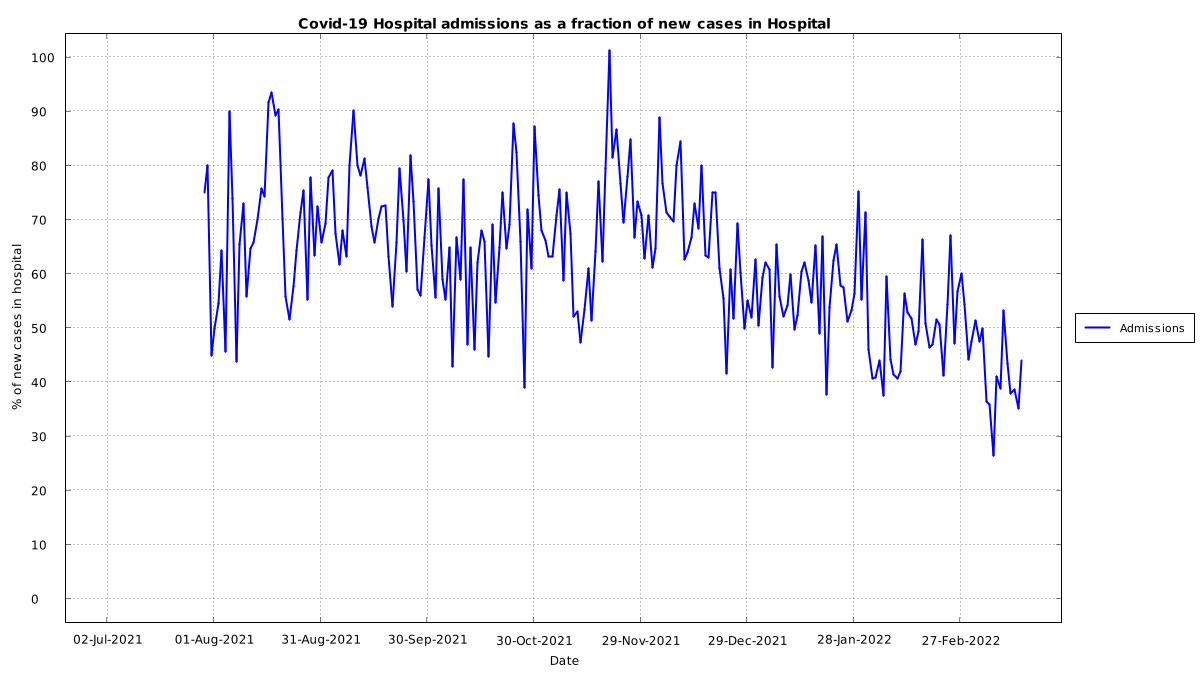 Covid-19 Hospital admissions as a fraction of new cases in Hospital
% of new cases in hospital
100
90
80
70
60
50
40
30
20
10
0
02-Jul-2021 01-Aug-2021 31-Aug-2021 30-Sep-2021 30-Oct-2021 29-Nov-2021 29-Dec-2021 28-Jan-2022 27-Feb-2022
Date
Admissions